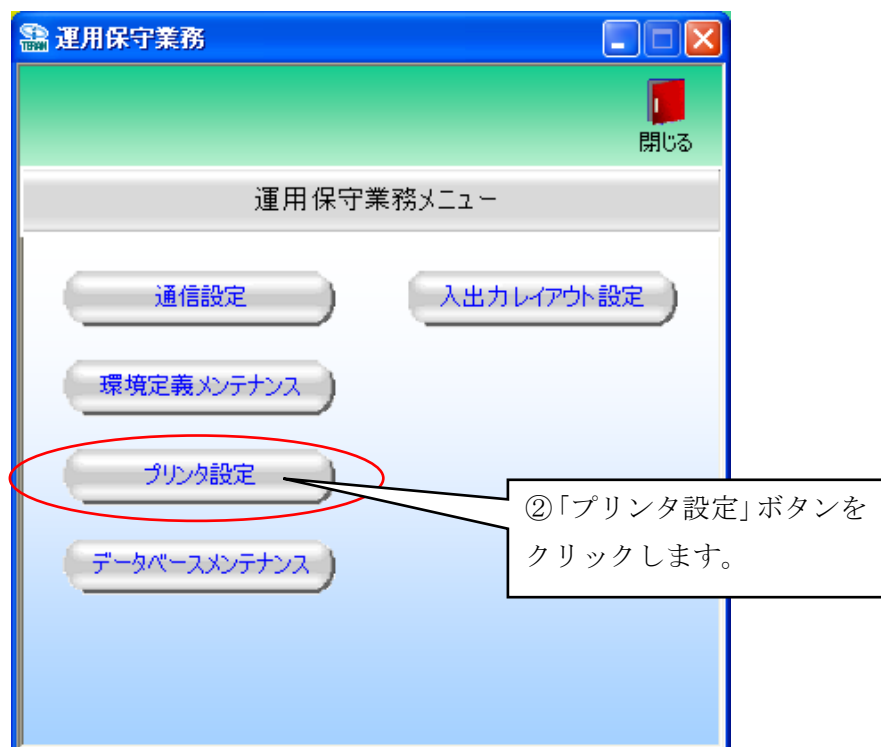 TERAN 運用保守業務
閉じる
運用保守業務メニュー
通信設定
入出力レイアウト設定
環境定義メンテナンス
プリンタ設定
②「プリンタ設定」ボタンを
クリックします。
データベースメンテナンス